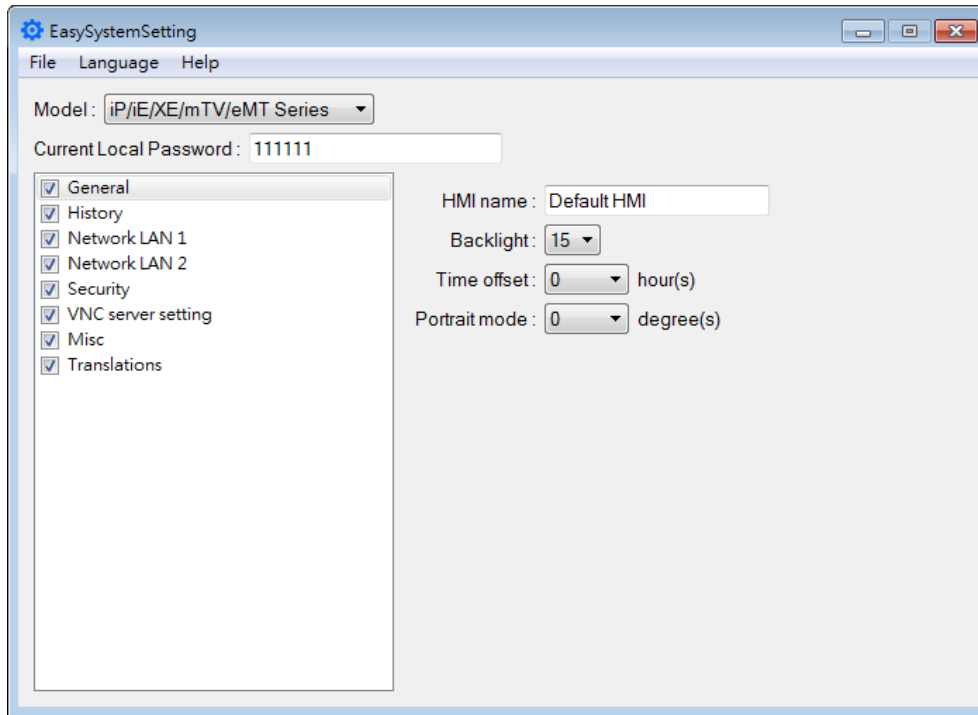 EasySystemSetting
File Language Help
Model : iP/iE/XE/mTV/eMT Series
Current Local Password : 111111
General
History
Network LAN 1
Network LAN 2
Security
VNC server setting
Misc
Translations
HMI name : Default HMI
Backlight : 15
Time offset : 0 hour(s)
Portrait mode : 0 degree(s)